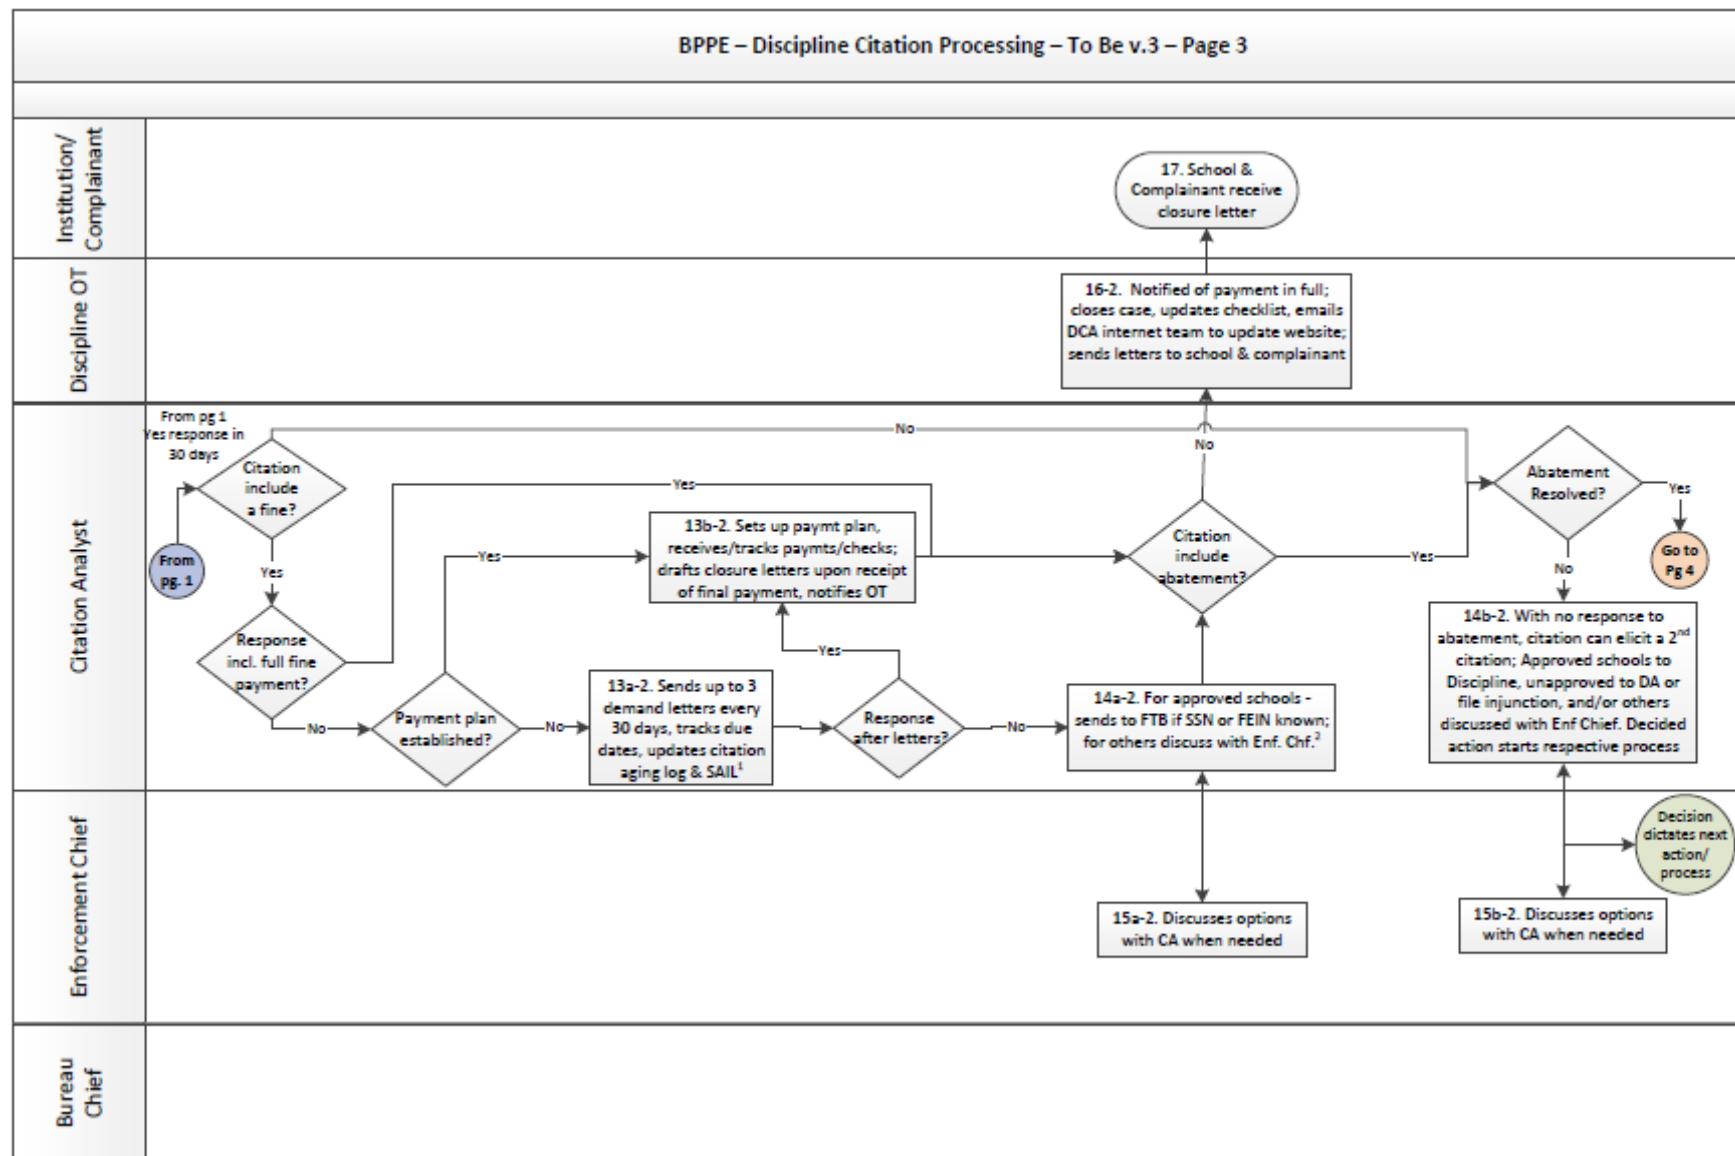 BPPE – Discipline Citation Processing – To Be v.3 – Page 3
Institution/
Complainant
17. School &
Complainant receive
closure letter
Discipline OT
16-2. Notified of payment in full;
closes case, updates checklist, emails
DCA internet team to update website;
sends letters to school & complainant
Citation Analyst
From pg 1
Yes response in
30 days
From
pg. 1
Citation
include
a fine?
No
Yes
Response
incl. full fine
payment?
Yes
No
Payment plan
established?
Yes
No
13b-2. Sets up paymt plan,
receives/tracks paymts/checks;
drafts closure letters upon receipt
of final payment, notifies OT
13a-2. Sends up to 3
demand letters every
30 days, tracks due
dates, updates citation
aging log & SAIL1
Yes
Response
after letters?
No
14a-2. For approved schools -
sends to FTB if SSN or FEIN known;
for others discuss with Enf. Chf.2
Citation
include
abatement?
No
Yes
Abatement
Resolved?
Yes
Go to
Pg 4
No
14b-2. With no response to
abatement, citation can elicit a 2nd
citation; Approved schools to
Discipline, unapproved to DA or
file injunction, and/or others
discussed with Enf Chief. Decided
action starts respective process
Enforcement Chief
15a-2. Discusses options
with CA when needed
15b-2. Discusses options
with CA when needed
Decision
dictates next
action/
process
Bureau
Chief